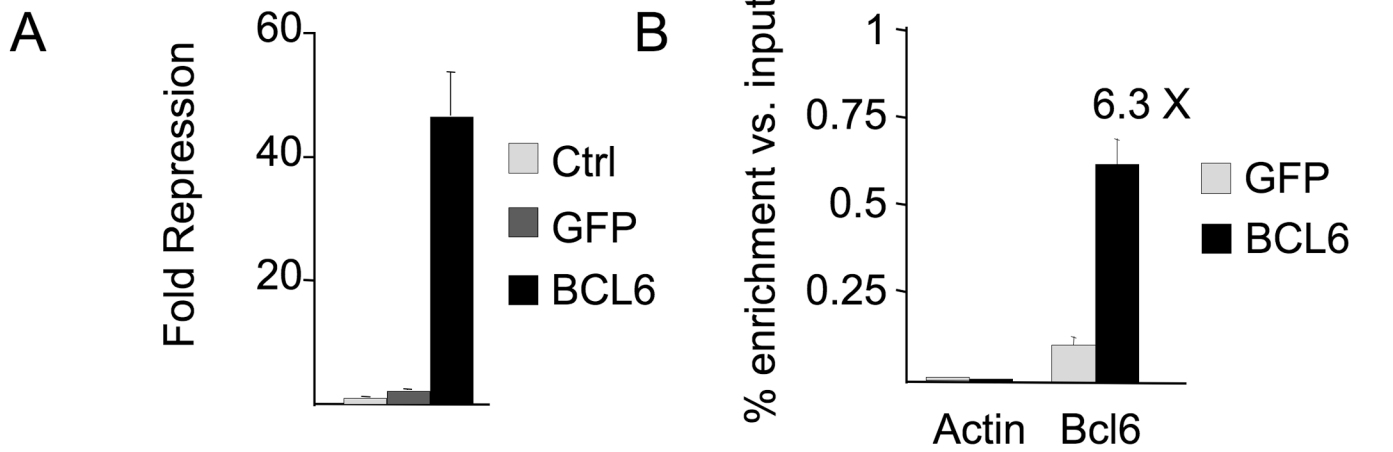 A
Fold Repression
60
40
20
Ctrl
GFP
BCL6
B
% enrichment vs. input
1
0.75
0.5
0.25
6.3 X
GFP
BCL6
Actin Bcl6